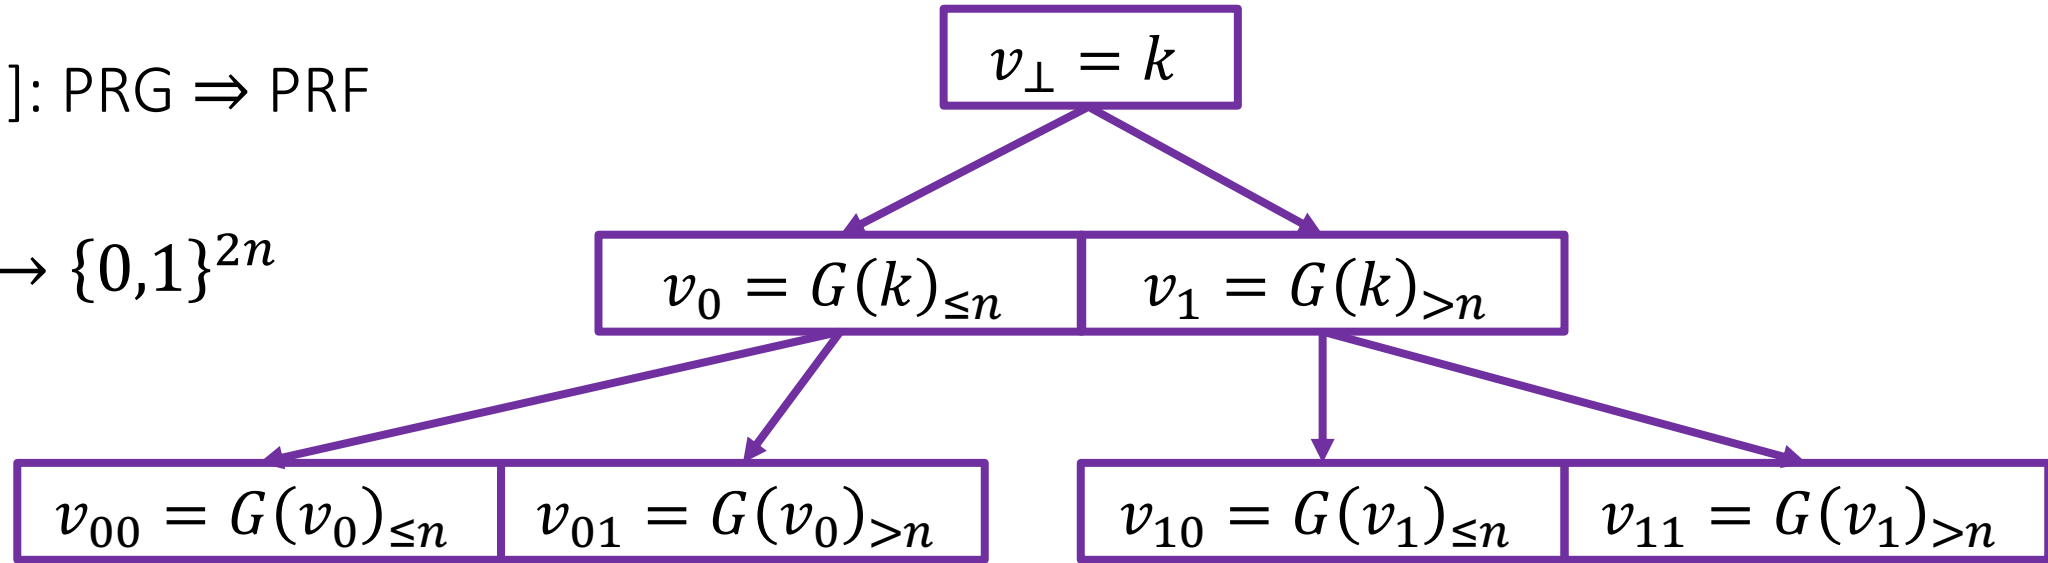 v⊥ = k
]: PRG ⇒ PRF
→ {0,1}²ⁿ
v₀ = G(k)≤n v₁ = G(k)>n
v₀₀ = G(v₀)≤n v₀₁ = G(v₀)>n v₁₀ = G(v₁)≤n v₁₁ = G(v₁)>n